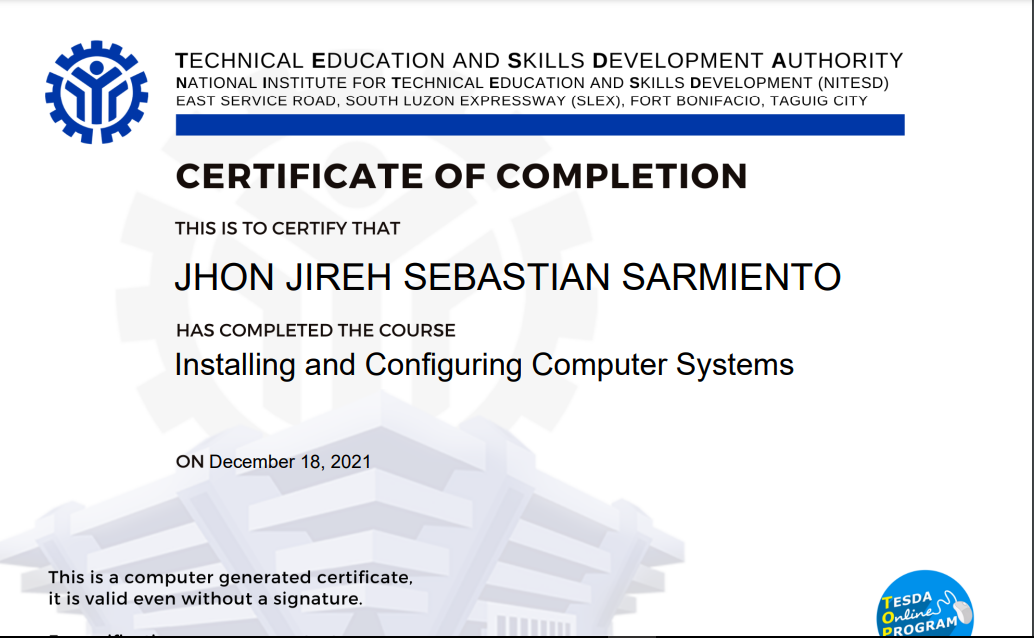 TECHNICAL EDUCATION AND SKILLS DEVELOPMENT AUTHORITY
NATIONAL INSTITUTE FOR TECHNICAL EDUCATION AND SKILLS DEVELOPMENT (NITESD)
EAST SERVICE ROAD, SOUTH LUZON EXPRESSWAY (SLEX), FORT BONIFACIO, TAGUIG CITY
CERTIFICATE OF COMPLETION
THIS IS TO CERTIFY THAT
JHON JIREH SEBASTIAN SARMIENTO
HAS COMPLETED THE COURSE
Installing and Configuring Computer Systems
ON December 18, 2021
This is a computer generated certificate,
it is valid even without a signature.
TESDA
Online
PROGRAM